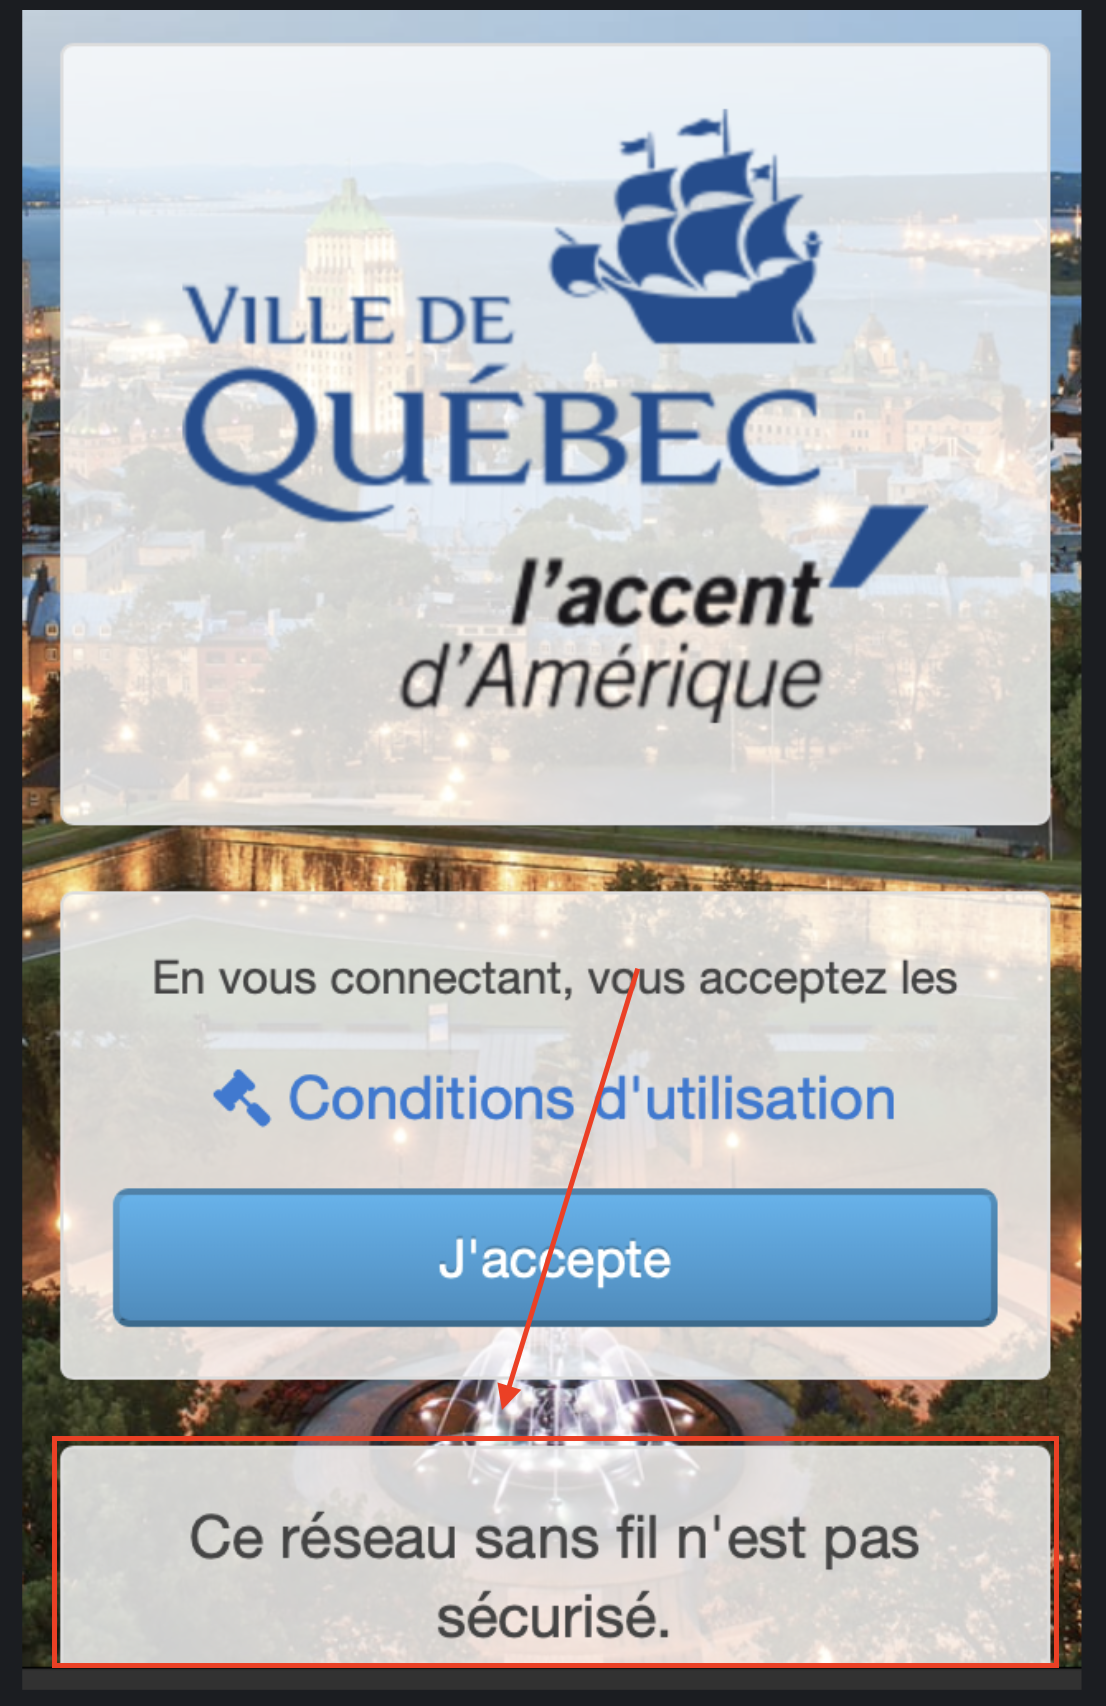 VILLE DE
QUÉBEC
l'accent
d'Amérique
En vous connectant, vous acceptez les
Conditions d'utilisation
J'accepte
Ce réseau sans fil n'est pas
sécurisé.